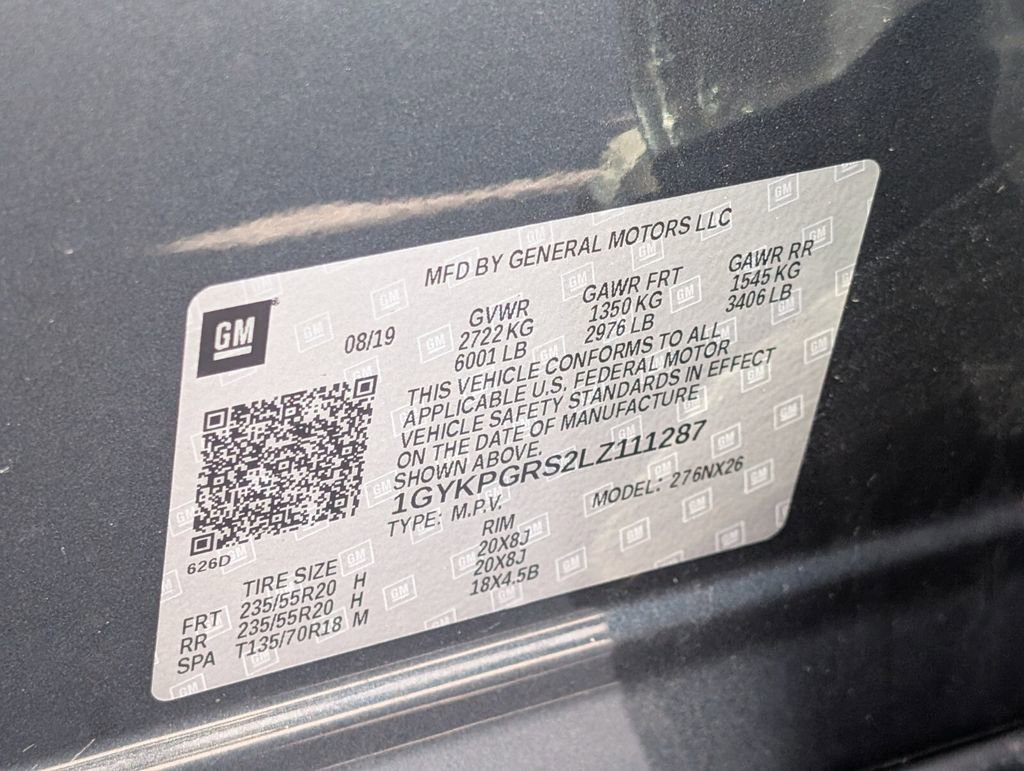 MFD BY GENERAL MOTORS LLC
GM
08/19
GVWR
2722 KG
6001 LB
GAWR FRT
1350 KG
2976 LB
GAWR RR
1545 KG
3406 LB
THIS VEHICLE CONFORMS TO ALL
APPLICABLE U.S. FEDERAL MOTOR
VEHICLE SAFETY STANDARDS IN EFFECT
ON THE DATE OF MANUFACTURE
SHOWN ABOVE.
1GYKPGRS2LZ111287
TYPE: M.P.V. MODEL: 276NX26
626D
TIRE SIZE RIM
FRT 235/55R20 H 20X8J
RR 235/55R20 H 20X8J
SPA T135/70R18 M 18X4.5B